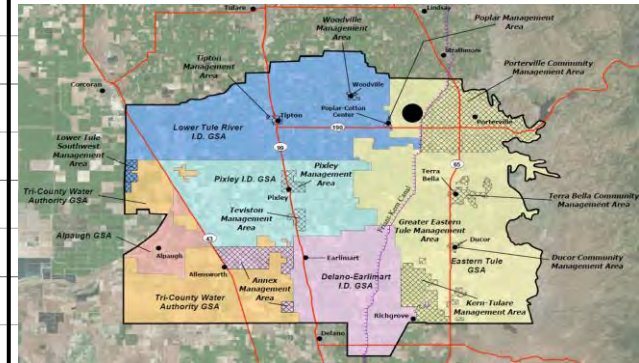 Tulare
Lindsay
Woodville
Management
Area
Poplar Management
Area
Tipton
Management
Area
Strathmore
Porterville Community
Management Area
Corcoran
Woodville
Tipton
Poplar-Cotton
Center
190
Porterville
Lower Tule River
I.D. GSA
Lower Tule
Southwest
Management
Area
99
65
Pixley I.D. GSA
Pixley
Management
Area
Terra
Bella
Tri-County Water
Authority GSA
Pixley
Terra Bella Community
Management Area
Teviston
Management
Area
Friant-Kern Canal
Greater Eastern
Tule Management
Area
Alpaugh GSA
43
Alpaugh
Ducor
Earlimart
Eastern Tule
GSA
Ducor Community
Management Area
Allensworth
Annex
Management
Area
Delano-Earlimart
I.D. GSA
Tri-County Water
Authority GSA
Kern-Tulare
Management Area
Richgrove
Delano